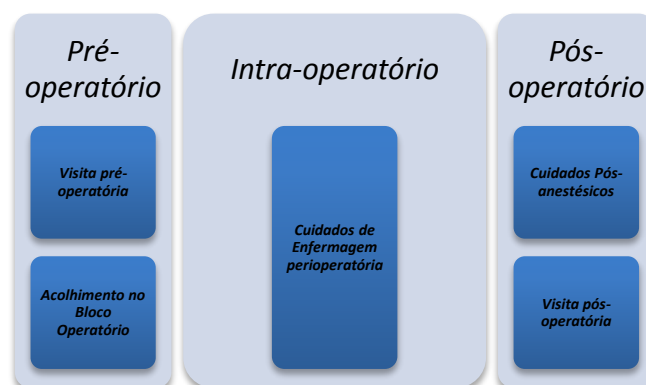 Pré-
operatório
Visita pré-
operatória
Acolhimento no
Bloco
Operatório
Intra-operatório
Cuidados de
Enfermagem
perioperatória
Pós-
operatório
Cuidados Pós-
anestésicos
Visita pós-
operatória